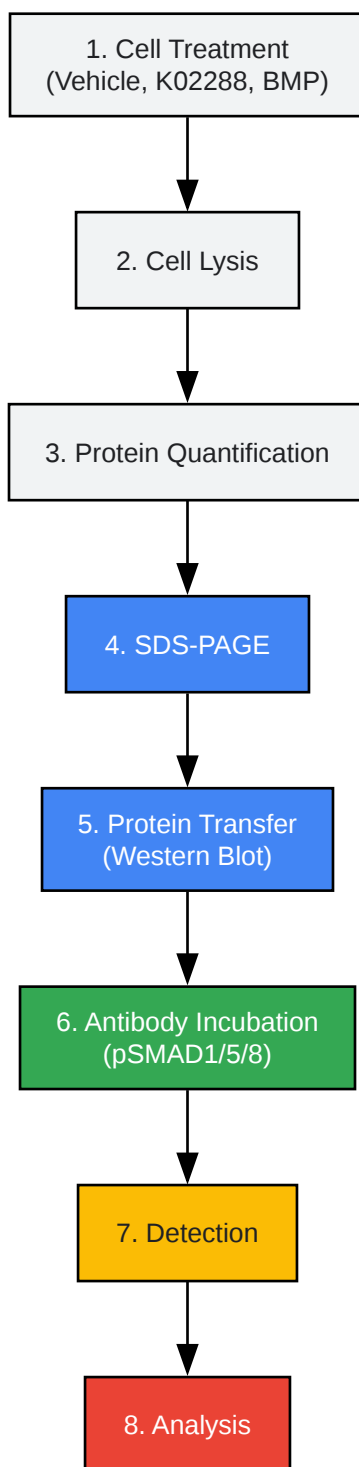 1. Cell Treatment
(Vehicle, K02288, BMP)
2. Cell Lysis
3. Protein Quantification
4. SDS-PAGE
5. Protein Transfer
(Western Blot)
6. Antibody Incubation
(pSMAD1/5/8)
7. Detection
8. Analysis